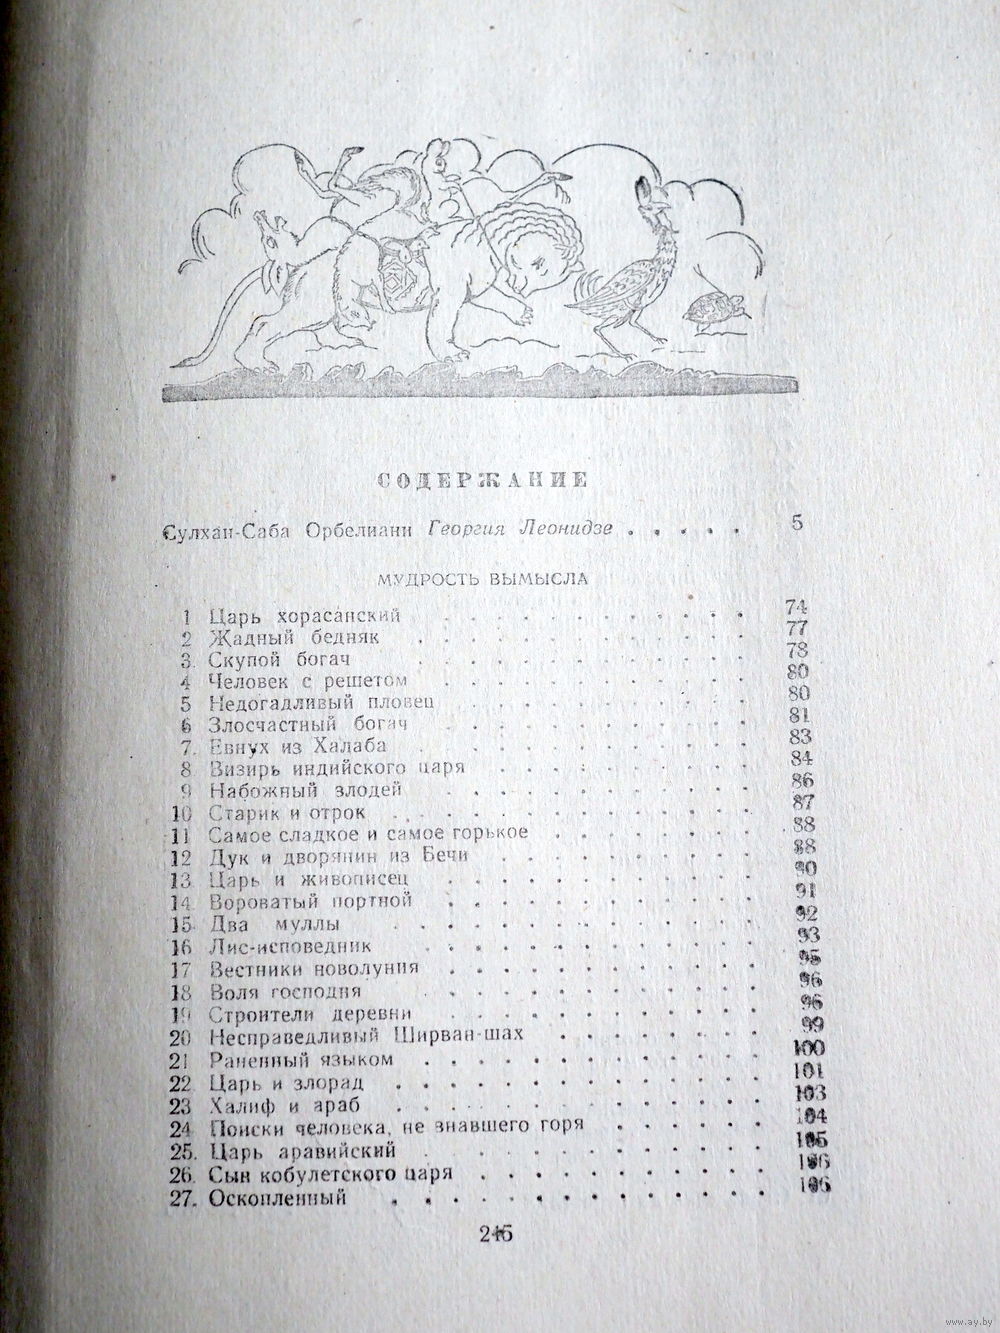 СОДЕРЖАНИЕ
Сулхан-Саба Орбелиани Георгия Леонидзе . . . . . 5
МУДРОСТЬ ВЫМЫСЛА
1 Царь хорасанский . . . . . 74
2 Жадный бедняк . . . . . 77
3. Скупой богач . . . . . 78
4 Человек с решетом . . . . . 80
5 Недогадливый пловец . . . . . 80
6 Злосчастный богач . . . . . 81
7. Евнух из Халаба . . . . . 83
8 Визирь индийского царя . . . . . 84
9 Набожный злодей . . . . . 86
10 Старик и отрок . . . . . 87
11 Самое сладкое и самое горькое . . . . . 88
12 Дук и дворянин из Бечи . . . . . 88
13 Царь и живописец . . . . . 90
14. Вороватый портной . . . . . 91
15. Два муллы . . . . . 92
16 Лис-исповедник . . . . . 93
17 Вестники новолуния . . . . . 95
18 Воля господня . . . . . 96
19 Строители деревни . . . . . 96
20 Несправедливый Ширван-шах . . . . . 99
21 Раненный языком . . . . . 100
22 Царь и злорад . . . . . 101
23 Халиф и араб . . . . . 103
24 Поиски человека, не знавшего горя . . . . . 104
25. Царь аравийский . . . . . 105
26. Сын кобулетского царя . . . . . 106
27. Оскопленный . . . . . 106
245
www.ay.by